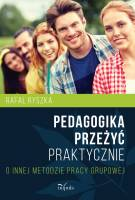 RAFAŁ RYSZKA
PEDAGOGIKA
PRZEŻYĆ
PRAKTYCZNIE
O INNEJ METODZIE PRACY GRUPOWEJ